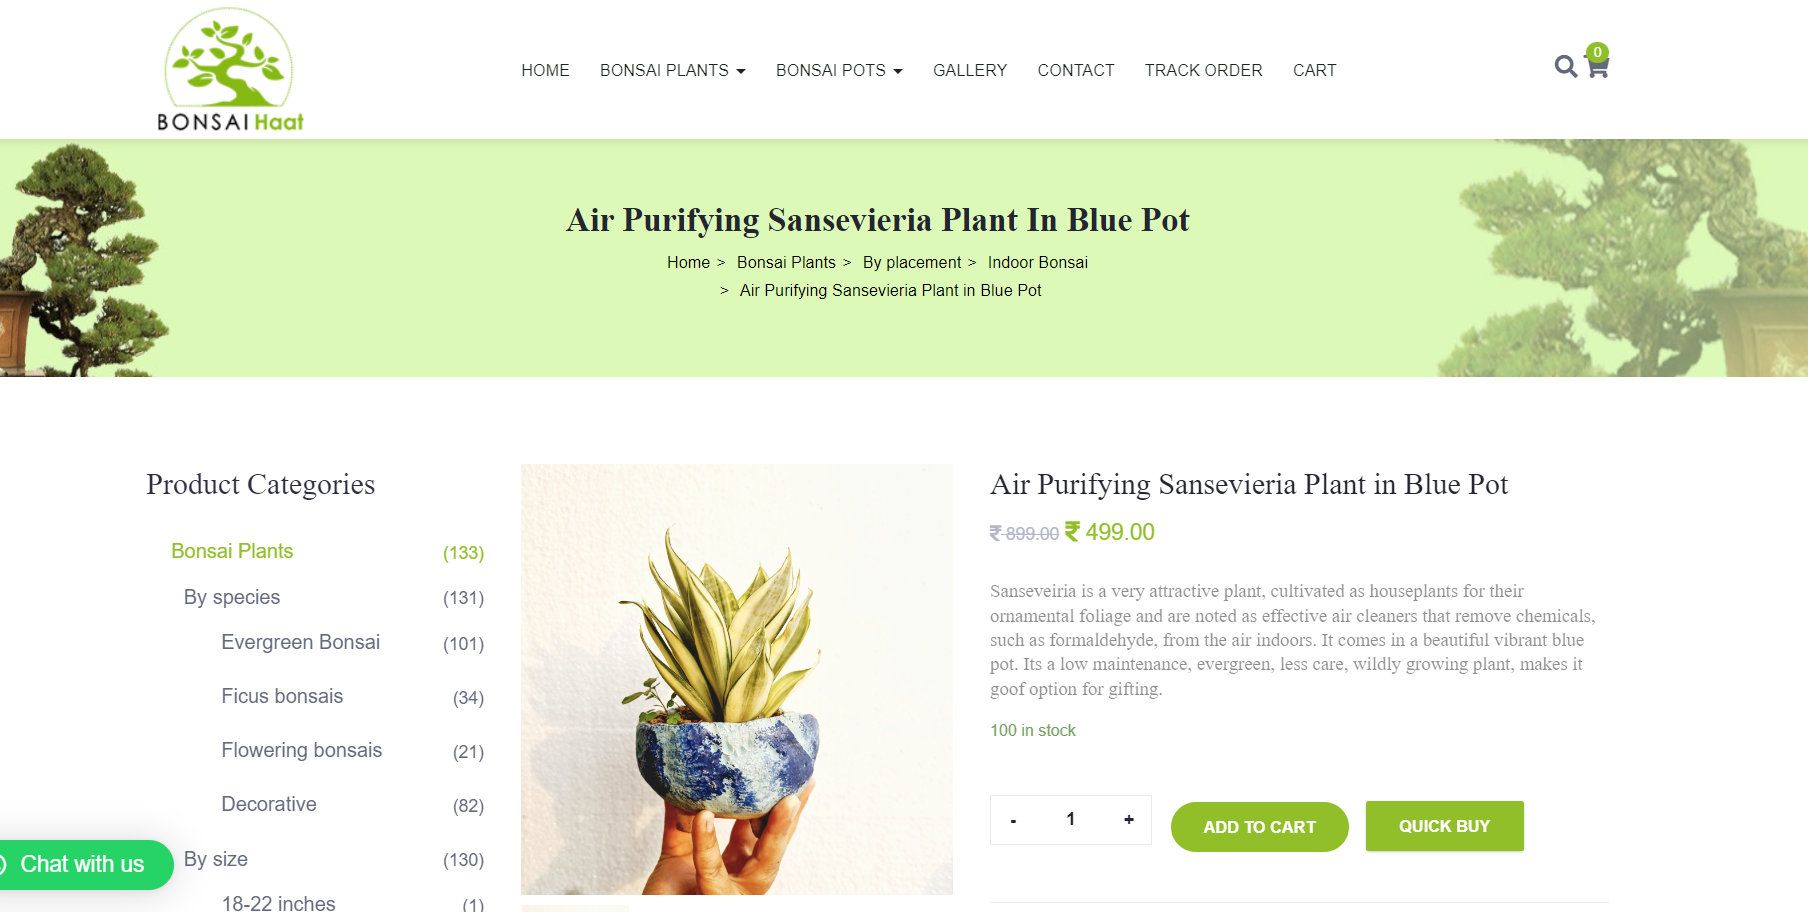 BONSAI Haat
HOME
BONSAI PLANTS
BONSAI POTS
GALLERY
CONTACT
TRACK ORDER
CART
0
Air Purifying Sansevieria Plant In Blue Pot
Home > Bonsai Plants > By placement > Indoor Bonsai
> Air Purifying Sansevieria Plant in Blue Pot
Product Categories
Bonsai Plants (133)
By species (131)
Evergreen Bonsai (101)
Ficus bonsais (34)
Flowering bonsais (21)
Decorative (82)
By size (130)
18-22 inches (1)
Chat with us
Air Purifying Sansevieria Plant in Blue Pot
₹ 899.00 ₹ 499.00
Sanseveiria is a very attractive plant, cultivated as houseplants for their
ornamental foliage and are noted as effective air cleaners that remove chemicals,
such as formaldehyde, from the air indoors. It comes in a beautiful vibrant blue
pot. Its a low maintenance, evergreen, less care, wildly growing plant, makes it
goof option for gifting.
100 in stock
- 1 +
ADD TO CART
QUICK BUY